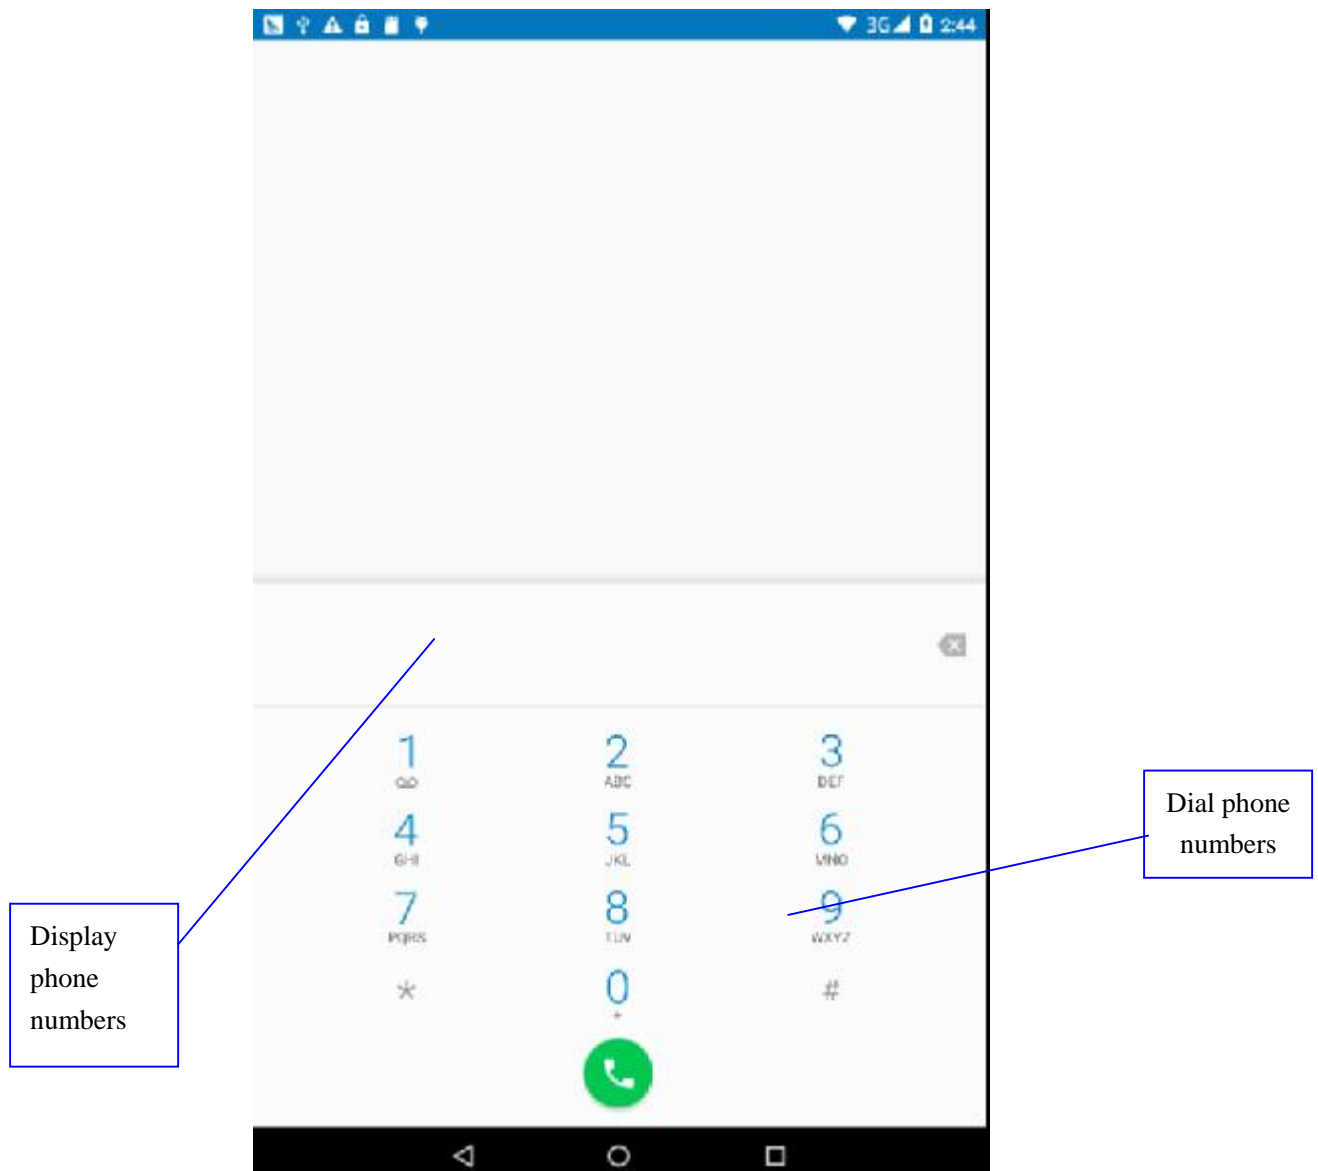 3G 2:44
1 2 3
ABC DEF
4 5 6
GHI JKL MNO
7 8 9
PQRS TUV WXYZ
* 0 #
+
Dial phone
numbers
Display
phone
numbers